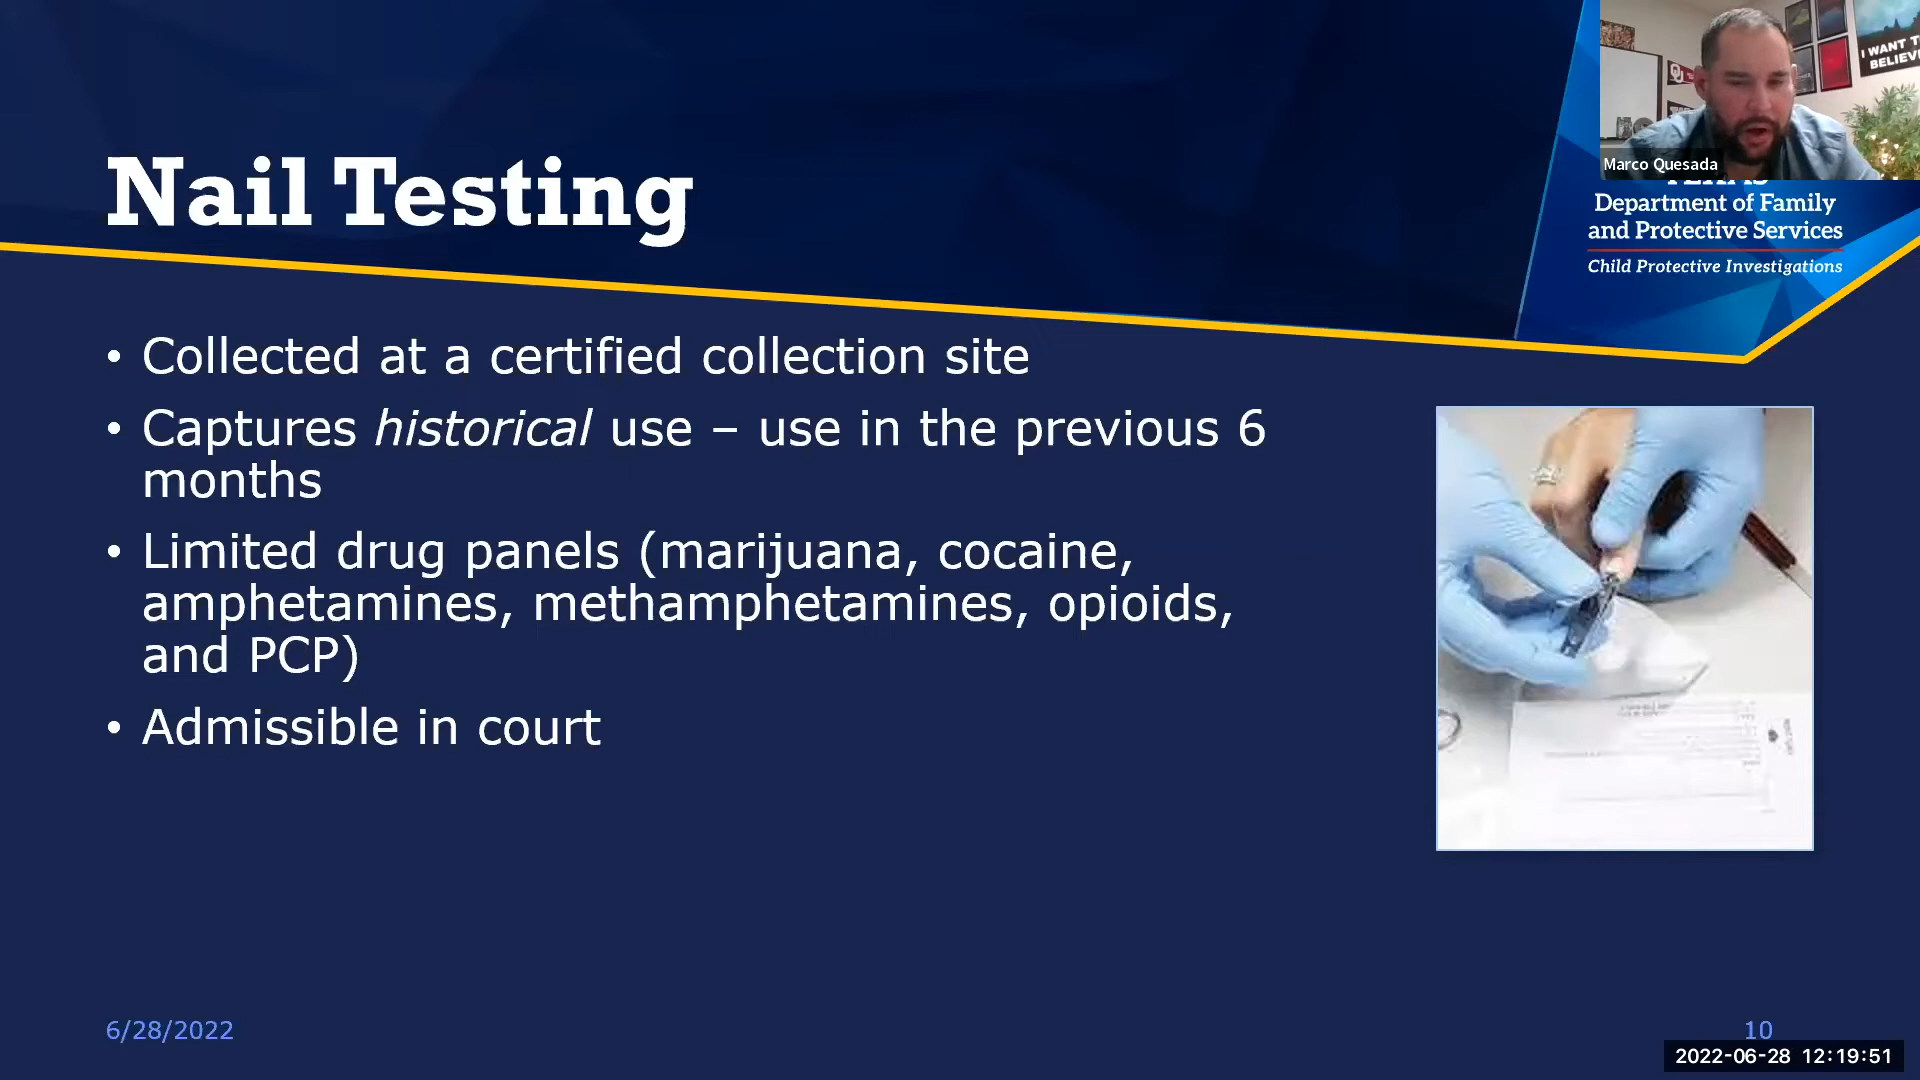 Nail Testing
I WANT T
BELIEVE
Marco Quesada
Department of Family
and Protective Services
Child Protective Investigations
• Collected at a certified collection site
• Captures historical use – use in the previous 6
months
• Limited drug panels (marijuana, cocaine,
amphetamines, methamphetamines, opioids,
and PCP)
• Admissible in court
6/28/2022
10
2022-06-28 12:19:51